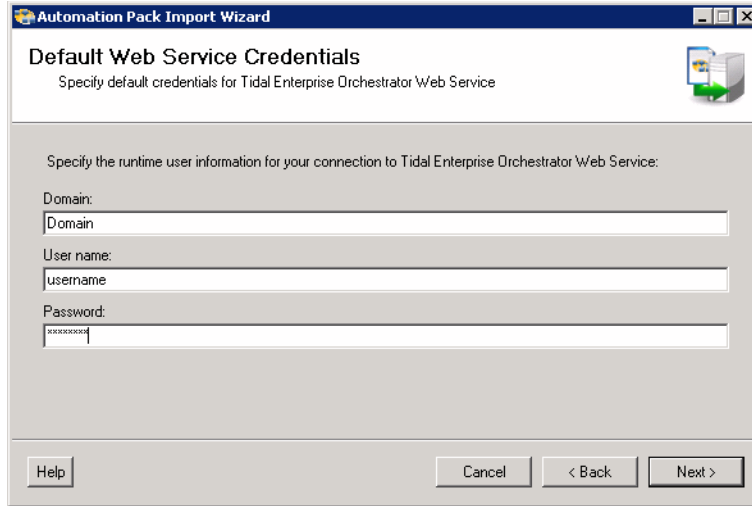 Automation Pack Import Wizard
Default Web Service Credentials
Specify default credentials for Tidal Enterprise Orchestrator Web Service
Specify the runtime user information for your connection to Tidal Enterprise Orchestrator Web Service:
Domain:
Domain
User name:
username
Password:
********
Help
Cancel
< Back
Next >